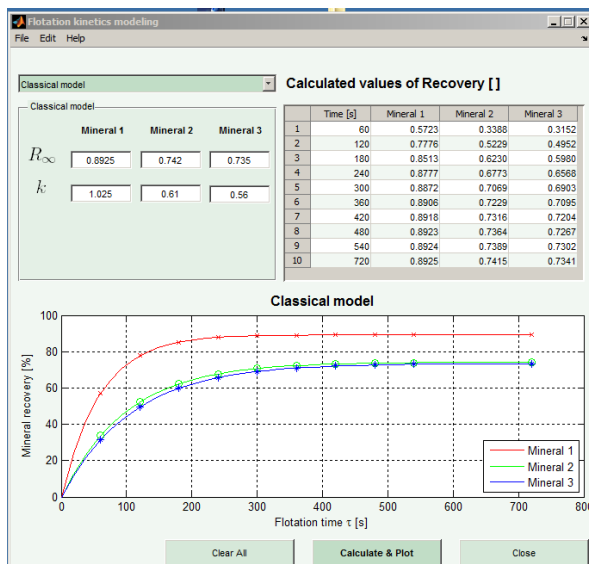 Flotation kinetics modeling
File Edit Help
Classical model
Calculated values of Recovery [ ]
Classical model
Mineral 1 Mineral 2 Mineral 3
R∞ 0.8925 0.742 0.735
k 1.025 0.61 0.56
Time [s] Mineral 1 Mineral 2 Mineral 3
1 60 0.5723 0.3388 0.3152
2 120 0.7776 0.5229 0.4952
3 180 0.8513 0.6230 0.5980
4 240 0.8777 0.6773 0.6568
5 300 0.8872 0.7069 0.6903
6 360 0.8906 0.7229 0.7095
7 420 0.8918 0.7316 0.7204
8 480 0.8923 0.7364 0.7267
9 540 0.8924 0.7389 0.7302
10 720 0.8925 0.7415 0.7341
Classical model
Mineral recovery [%]
100
80
60
40
20
0
0 100 200 300 400 500 600 700 800
Flotation time τ [s]
Mineral 1
Mineral 2
Mineral 3
Clear All Calculate & Plot Close